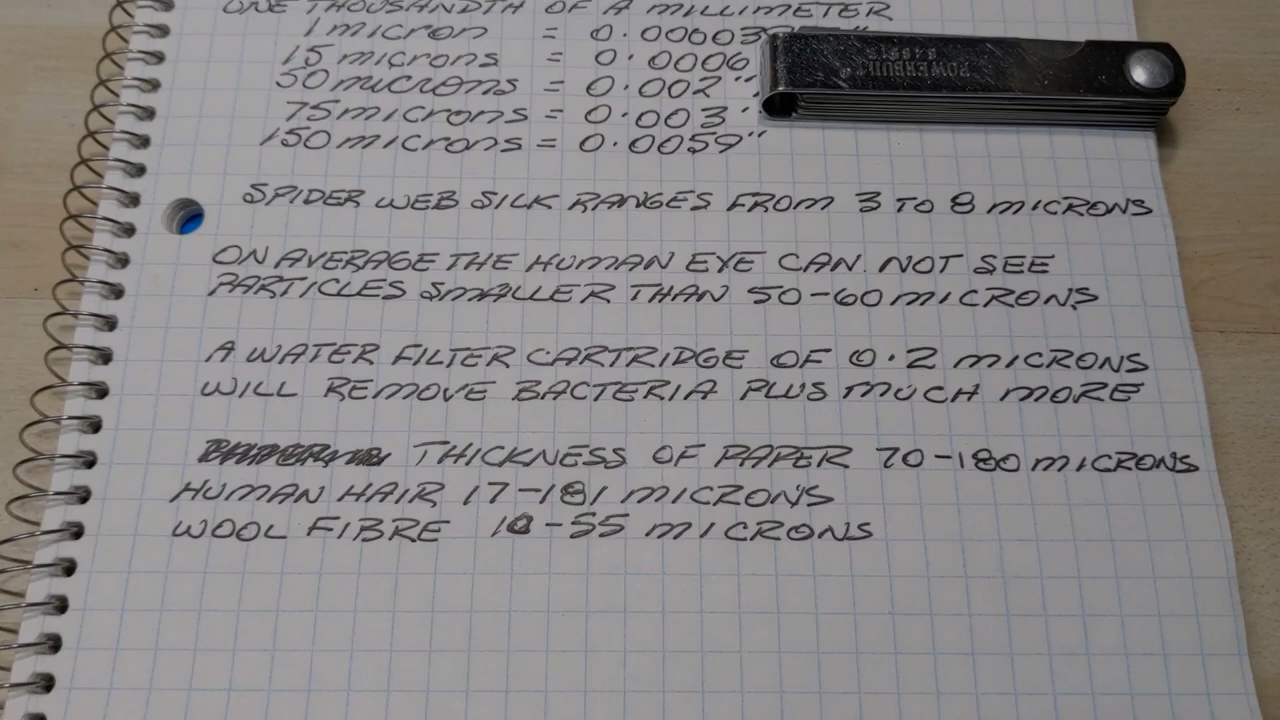 ONE THOUSANDTH OF A MILLIMETER
1 micron = 0.00003
15 microns = 0.0006
50 microns = 0.002"
75 microns = 0.003"
150 microns = 0.0059"
POWERBUILT
SPIDER WEB SILK RANGES FROM 3 TO 8 MICRONS
ON AVERAGE THE HUMAN EYE CAN NOT SEE
PARTICLES SMALLER THAN 50-60 MICRONS
A WATER FILTER CARTRIDGE OF 0.2 MICRONS
WILL REMOVE BACTERIA PLUS MUCH MORE
THICKNESS OF PAPER 70-180 MICRONS
HUMAN HAIR 17-181 MICRONS
WOOL FIBRE 10-55 MICRONS